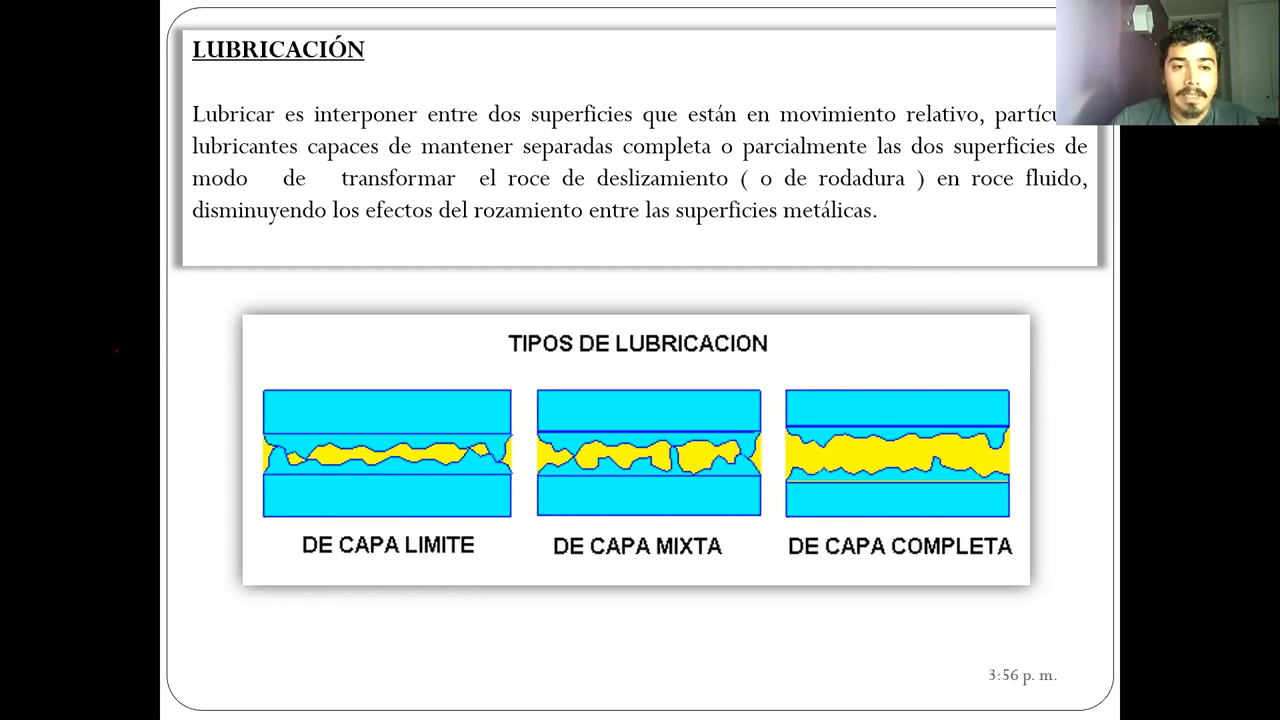 LUBRICACIÓN
Lubricar es interponer entre dos superficies que están en movimiento relativo,
lubricantes capaces de mantener separadas completa o parcialmente las dos superficies de
modo de transformar el roce de deslizamiento ( o de rodadura ) en roce fluido,
disminuyendo los efectos del rozamiento entre las superficies metálicas.
TIPOS DE LUBRICACION
DE CAPA LIMITE
DE CAPA MIXTA
DE CAPA COMPLETA
3:56 p. m.